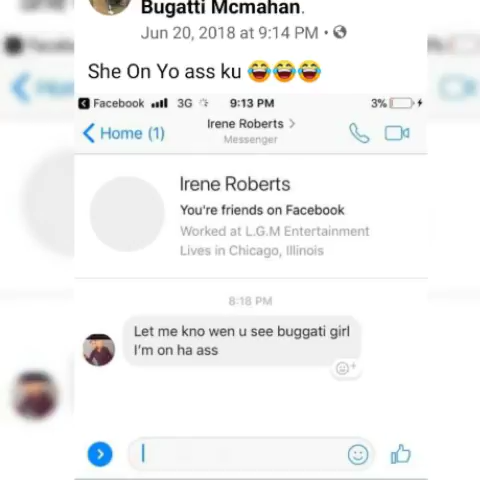 Bugatti Mcmahan.
Jun 20, 2018 at 9:14 PM •
She On Yo ass ku 😂😂😂
Facebook 3G 9:13 PM 3%
Home (1) Irene Roberts >
Messenger
Irene Roberts
You're friends on Facebook
Worked at L.G.M Entertainment
Lives in Chicago, Illinois
8:18 PM
Let me kno wen u see buggati girl
I'm on ha ass